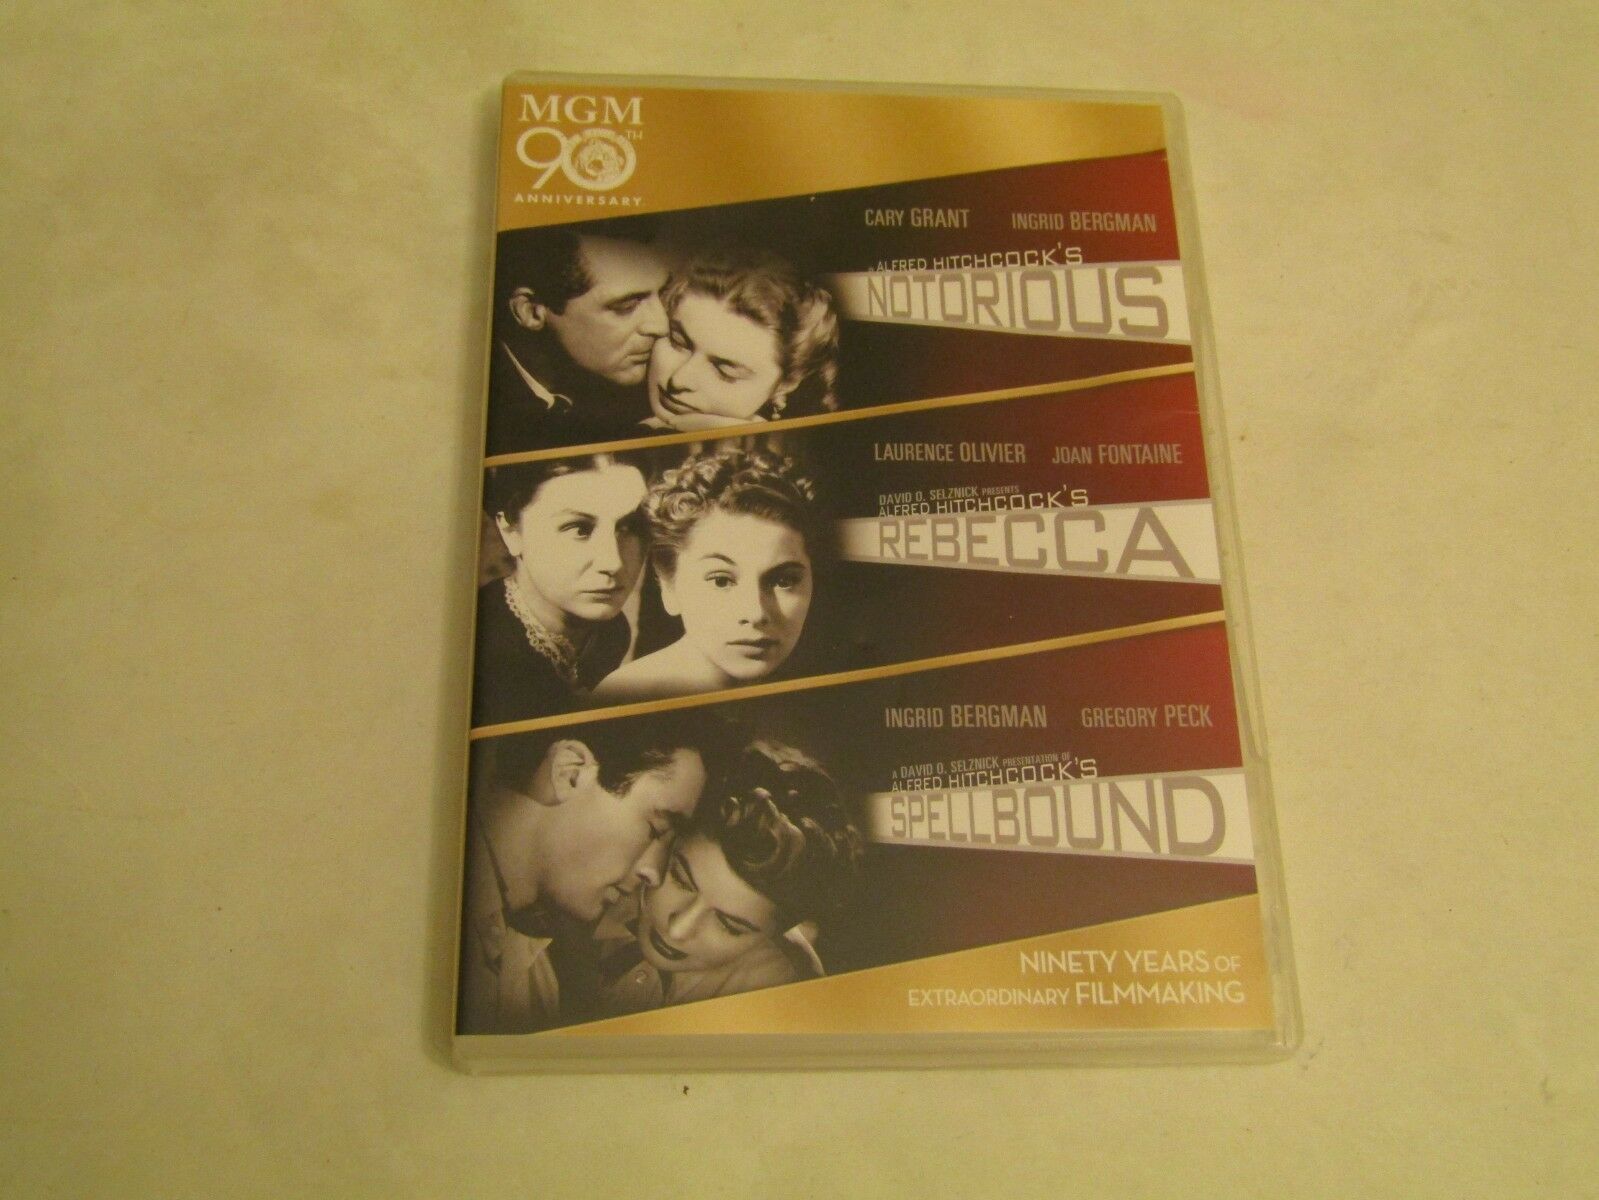 MGM
90TH
ANNIVERSARY
CARY GRANT INGRID BERGMAN
ALFRED HITCHCOCK'S
NOTORIOUS
LAURENCE OLIVIER JOAN FONTAINE
DAVID O. SELZNICK PRESENTS
ALFRED HITCHCOCK'S
REBECCA
INGRID BERGMAN GREGORY PECK
A DAVID O. SELZNICK PRESENTATION OF
ALFRED HITCHCOCK'S
SPELLBOUND
NINETY YEARS OF
EXTRAORDINARY FILMMAKING